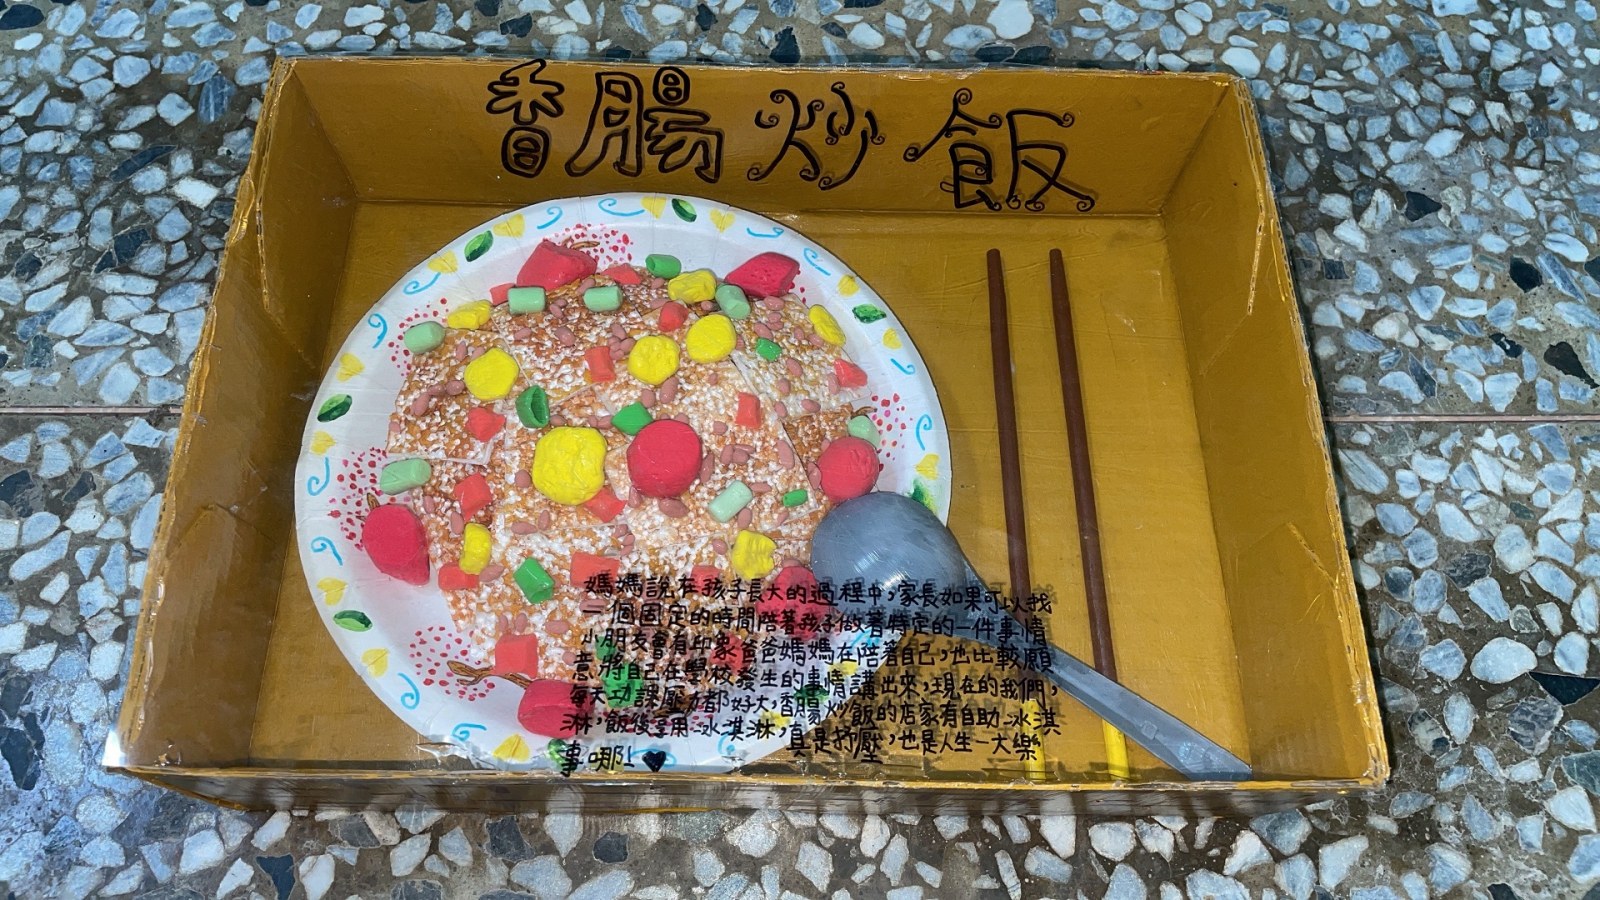 香腸炒飯
媽媽說在孩子長大的過程中,家長如果可以找
一個固定的時間陪著孩子做著特定的一件事情
小朋友會有印象爸爸媽媽在陪著自己,也比較願
意將自己在學校發生的事情講出來,現在的我們,
每天功課壓力都好大,香腸炒飯的店家有自助冰淇
淋,飯後享用冰淇淋,真是抒壓,也是人生一大樂
事哪!♥